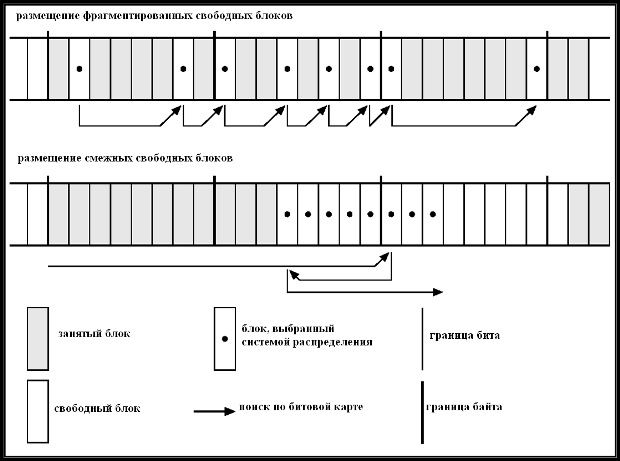 размещение фрагментированных свободных блоков
размещение смежных свободных блоков
занятый блок
блок, выбранный
системой распределения
граница бита
свободный блок
поиск по битовой карте
граница байта